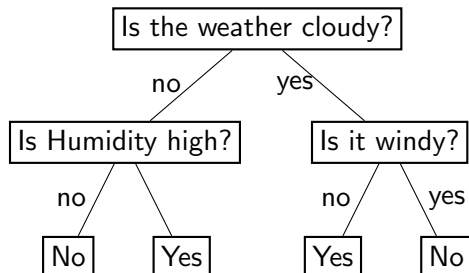 Is the weather cloudy?
no
yes
Is Humidity high?
Is it windy?
no
no
yes
No
Yes
Yes
No